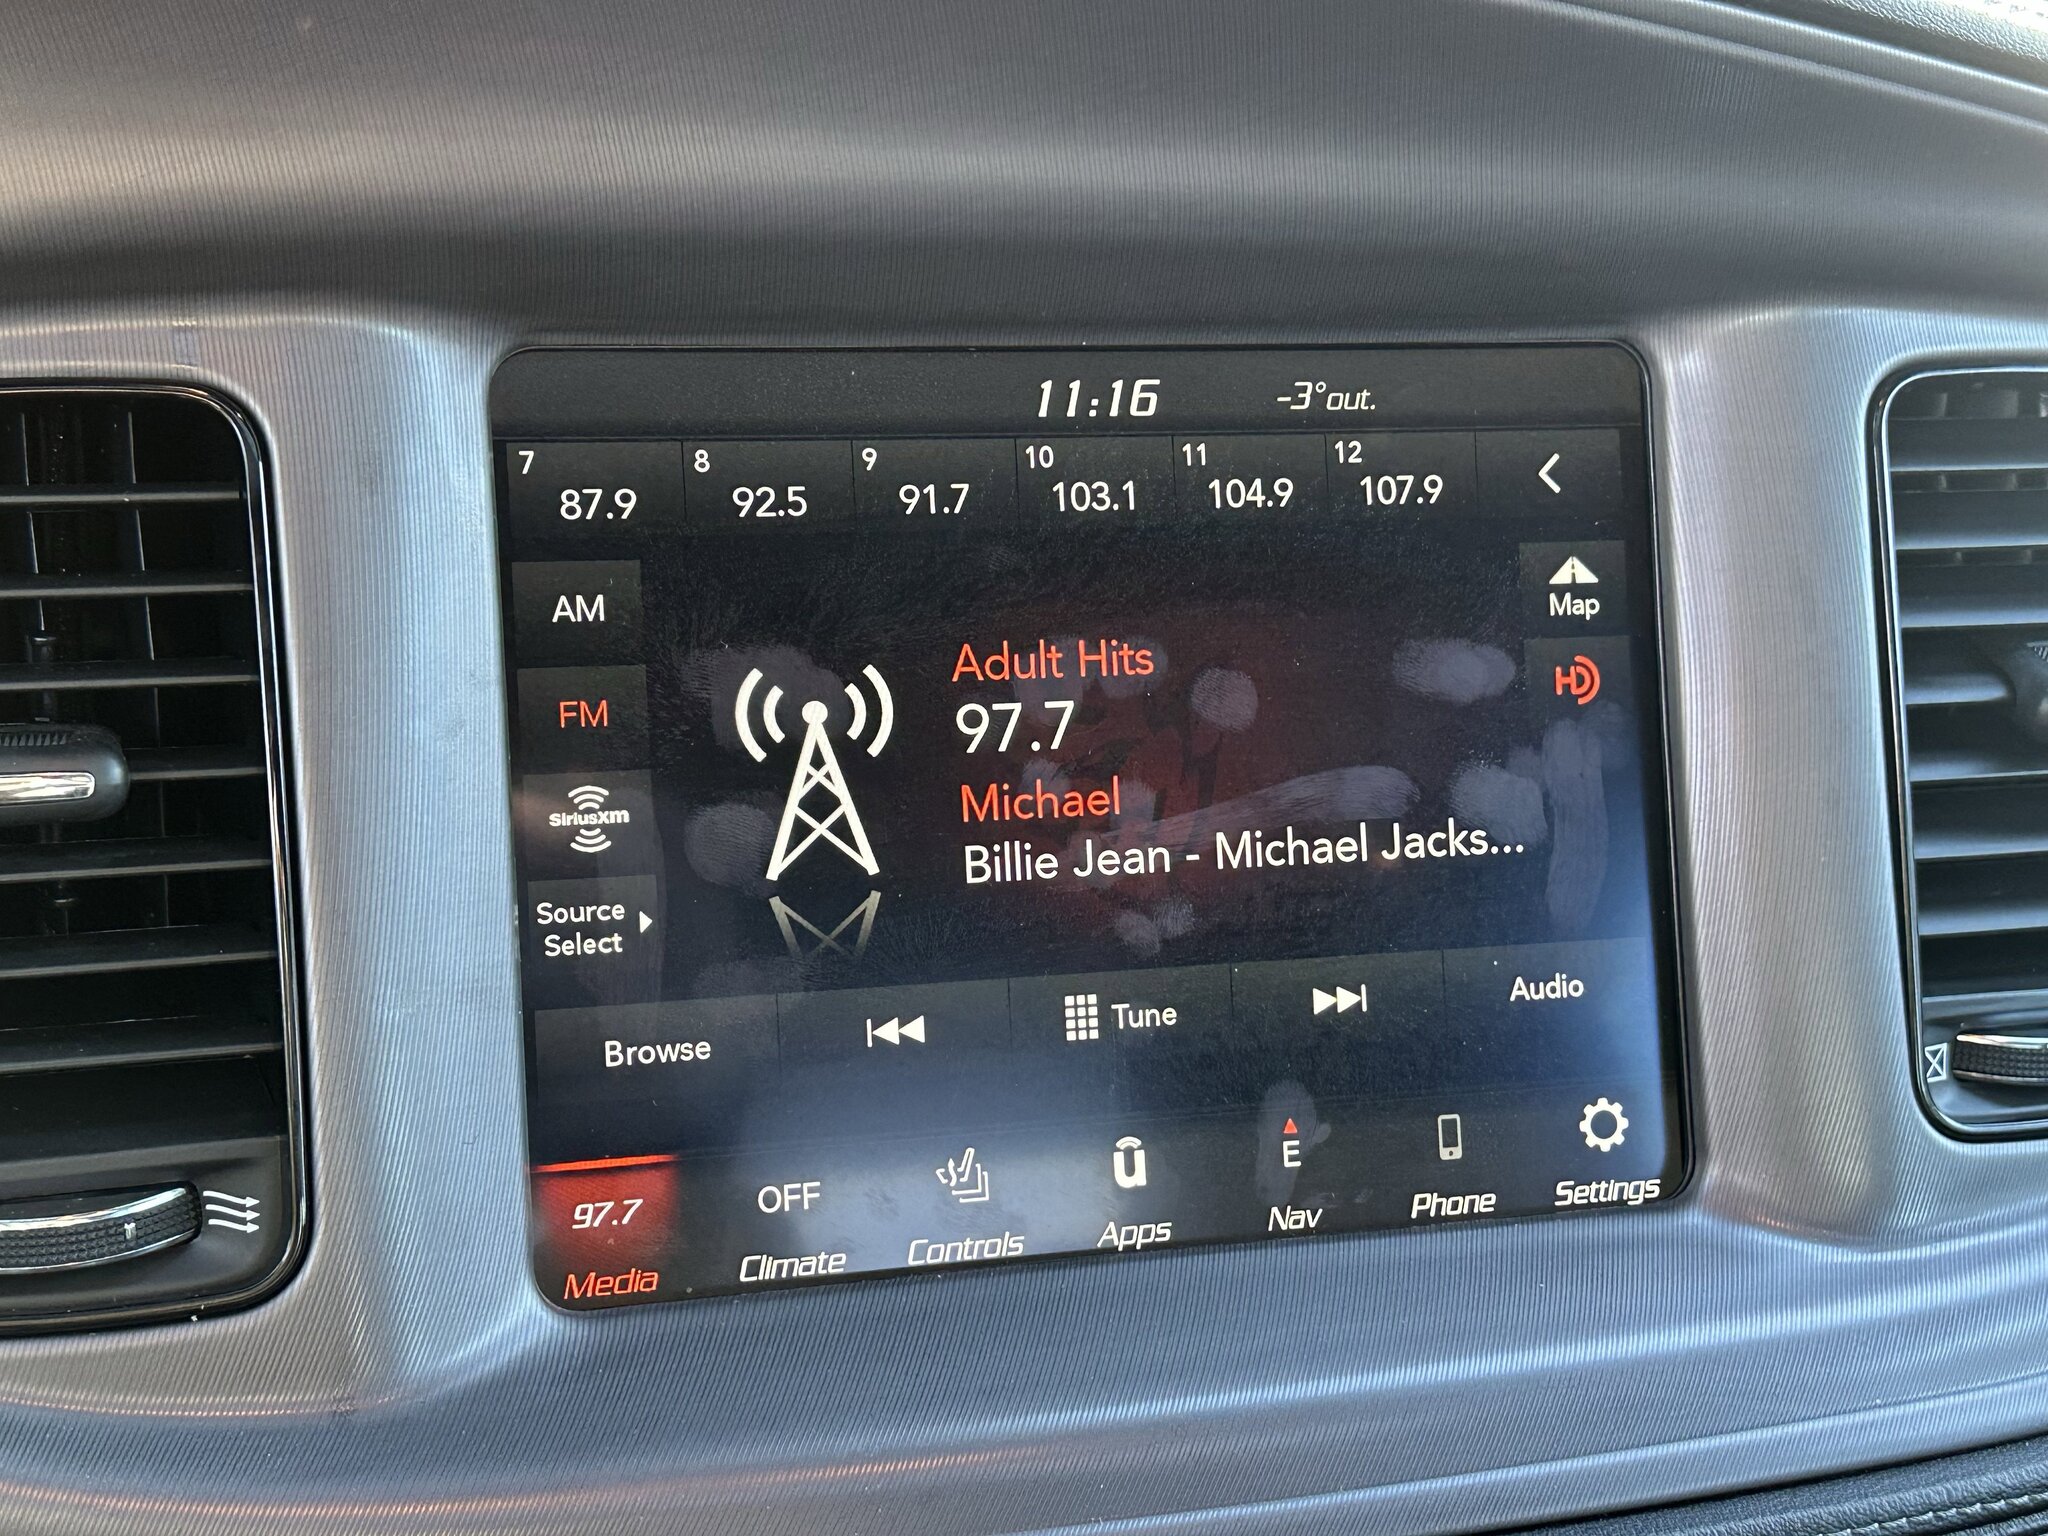 11:16 -3°out.
7 8 9 10 11 12
87.9 92.5 91.7 103.1 104.9 107.9
AM
Map
FM
HD
Adult Hits
97.7
Michael
Billie Jean - Michael Jacks...
SiriusXm
Source
Select
Browse Tune Audio
97.7 OFF u E
Media Climate Controls Apps Nav Phone Settings